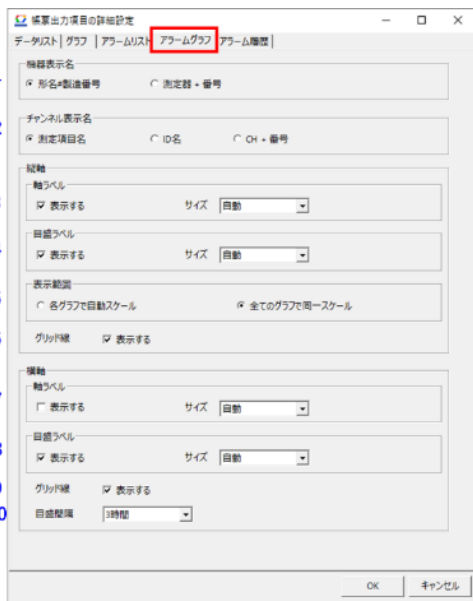 帳票出力項目の詳細設定
データリスト グラフ アラームリスト アラームグラフ アラーム履歴
機器表示名
形名#製造番号 測定器 + 番号
チャンネル表示名
測定項目名 ID名 CH + 番号
縦軸
軸ラベル
表示する サイズ 自動
目盛ラベル
表示する サイズ 自動
表示範囲
各グラフで自動スケール 全てのグラフで同一スケール
グリッド線 表示する
横軸
軸ラベル
表示する サイズ 自動
目盛ラベル
表示する サイズ 自動
グリッド線 表示する
目盛間隔 3時間
OK キャンセル